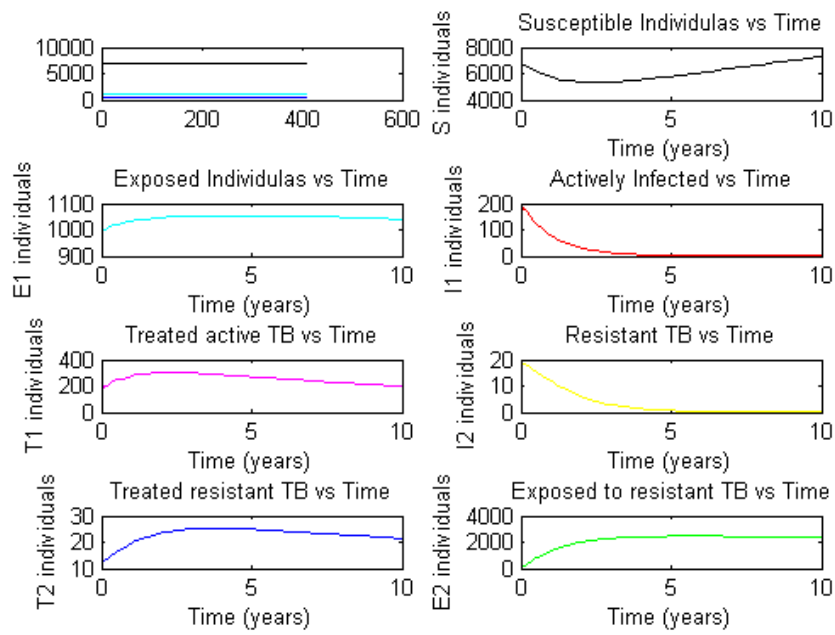 10000
5000
0
0 200 400 600
Susceptible Individulas vs Time
S individuals
8000
6000
4000
0 5 10
Time (years)
Exposed Individulas vs Time
E1 individuals
1100
1000
900
0 5 10
Time (years)
Actively Infected vs Time
I1 individuals
200
100
0
0 5 10
Time (years)
Treated active TB vs Time
T1 individuals
400
200
0
0 5 10
Time (years)
Resistant TB vs Time
I2 individuals
20
10
0
0 5 10
Time (years)
Treated resistant TB vs Time
T2 individuals
30
20
10
0 5 10
Time (years)
Exposed to resistant TB vs Time
E2 individuals
4000
2000
0
0 5 10
Time (years)